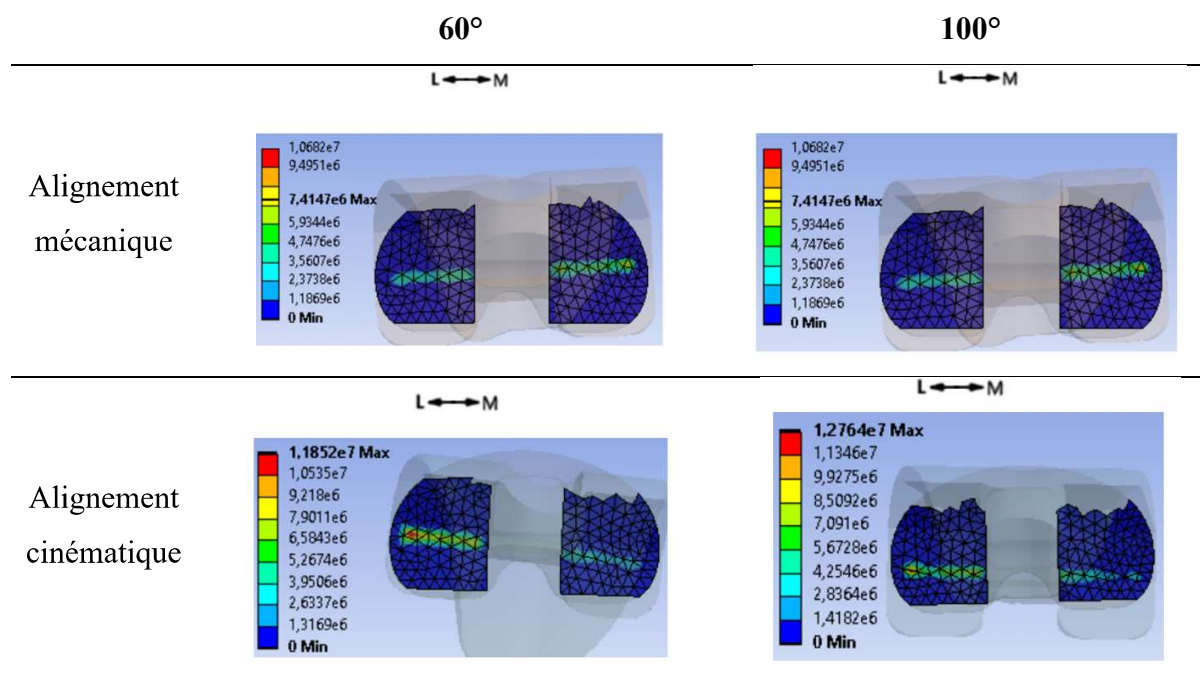 60° 100°
L M L M
Alignement
mécanique
1,0682e7
9,4951e6
7,4147e6 Max
5,9344e6
4,7476e6
3,5607e6
2,3738e6
1,1869e6
0 Min
1,0682e7
9,4951e6
7,4147e6 Max
5,9344e6
4,7476e6
3,5607e6
2,3738e6
1,1869e6
0 Min
L M L M
Alignement
cinématique
1,1852e7 Max
1,0535e7
9,218e6
7,9011e6
6,5843e6
5,2674e6
3,9506e6
2,6337e6
1,3169e6
0 Min
1,2764e7 Max
1,1346e7
9,9275e6
8,5092e6
7,091e6
5,6728e6
4,2546e6
2,8364e6
1,4182e6
0 Min